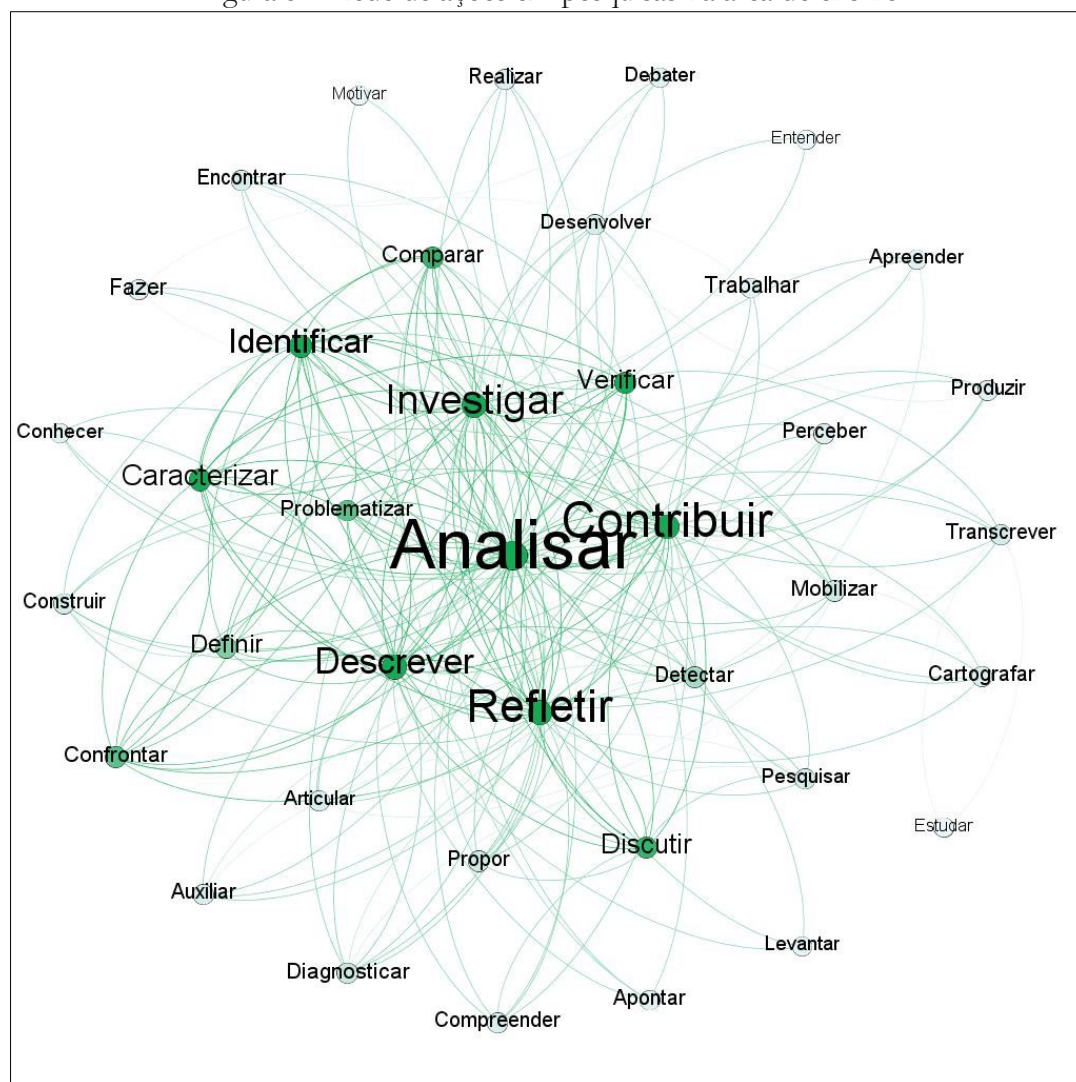 Realizar
Debater
Motivar
Entender
Encontrar
Desenvolver
Comparar
Apreender
Fazer
Trabalhar
Identificar
Verificar
Investigar
Produzir
Conhecer
Perceber
Caracterizar
Problematizar
Contribuir
Transcrever
Analisar
Mobilizar
Construir
Definir
Descrever
Detectar
Cartografar
Refletir
Confrontar
Pesquisar
Articular
Estudar
Discutir
Propor
Auxiliar
Levantar
Diagnosticar
Apontar
Compreender